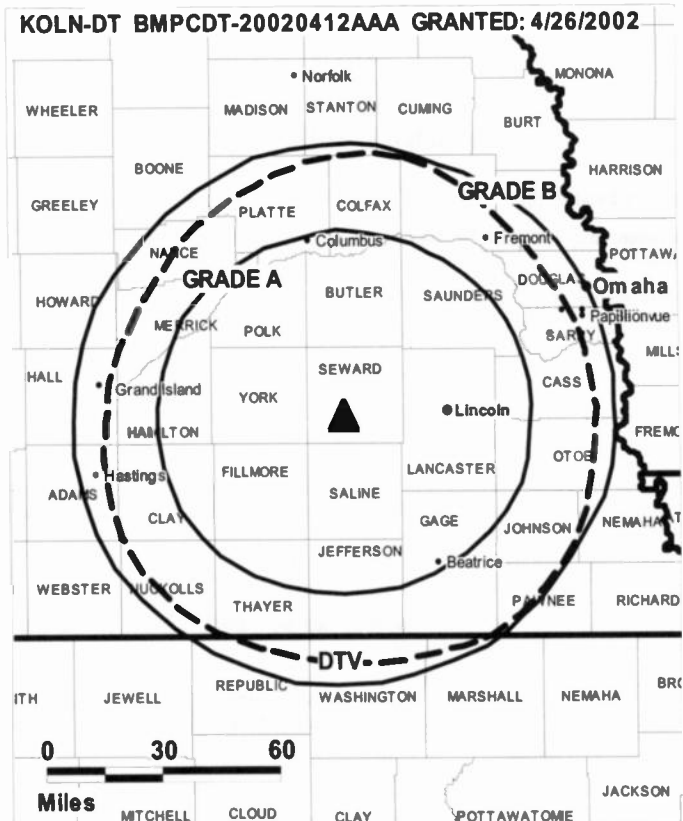 KOLN-DT BMPCDT-20020412AAA GRANTED: 4/26/2002
Norfolk
MONONA
WHEELER
MADISON
STANTON
CUMING
BURT
BOONE
HARRISON
GRADE B
GREELEY
PLATTE
COLFAX
Columbus
Fremont
NANCE
POTTAW
GRADE A
DOUGLAS
Omaha
BUTLER
SAUNDERS
HOWARD
Papillionvue
MERRICK
POLK
SARRY
MILLS
SEWARD
HALL
CASS
Grand Island
YORK
Lincoln
HAMILTON
FREMO
OTOE
FILLMORE
LANCASTER
Hastings
ADAMS
SALINE
CLAY
GAGE
JOHNSON
NEMAHA
JEFFERSON
Beatrice
WEBSTER
NUCKOLLS
THAYER
PAWNEE
RICHARD
DTV
REPUBLIC
ITH
JEWELL
WASHINGTON
MARSHALL
NEMAHA
BRO
0 30 60
Miles
JACKSON
MITCHELL
CLOUD
CLAY
POTTAWATOMIE